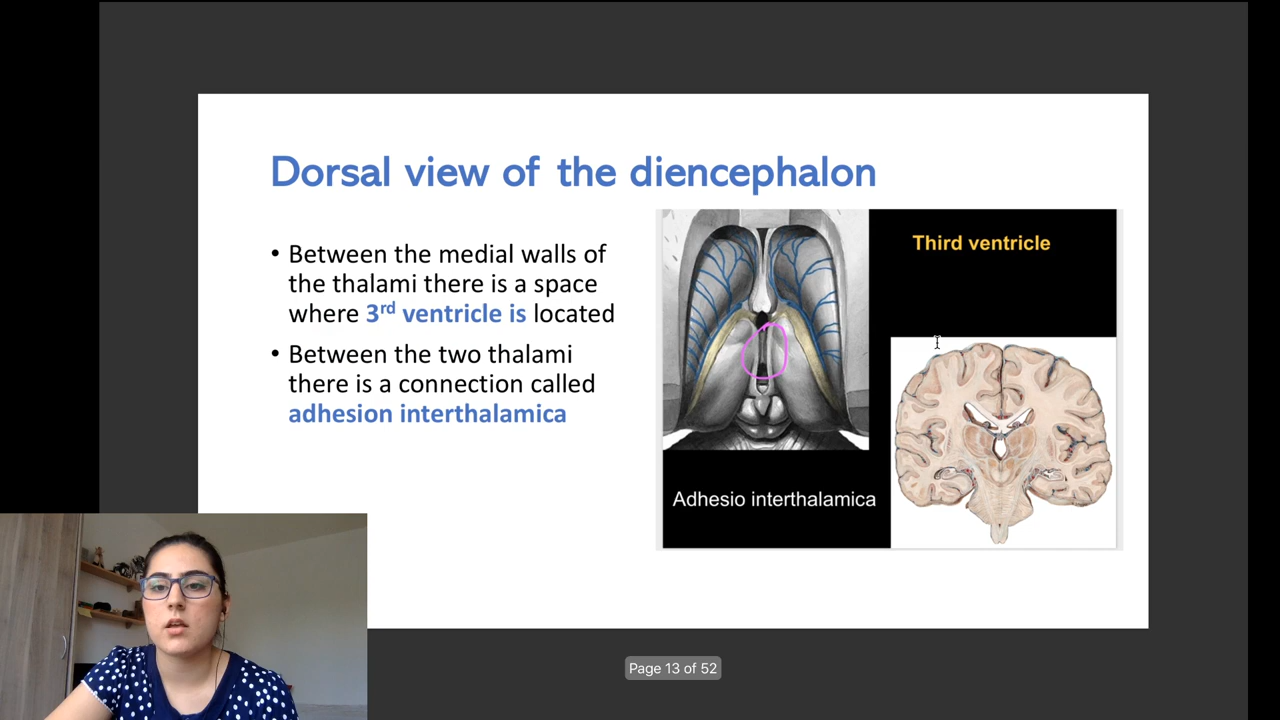 Dorsal view of the diencephalon
• Between the medial walls of
the thalami there is a space
where 3rd ventricle is located
• Between the two thalami
there is a connection called
adhesion interthalamica
Third ventricle
Adhesio interthalamica
Page 13 of 52